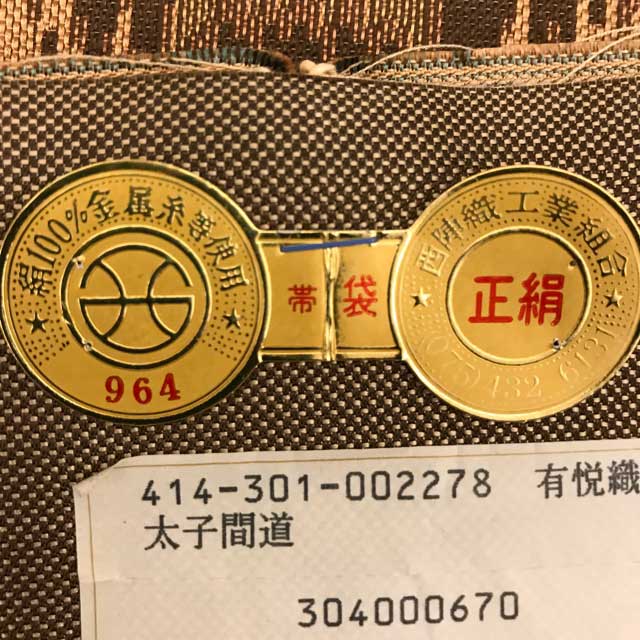 絹100%金属糸等使用
964
帯袋
西陣織工業組合
正絹
(075) 432 6131
414-301-002278 有悦織
太子間道
304000670